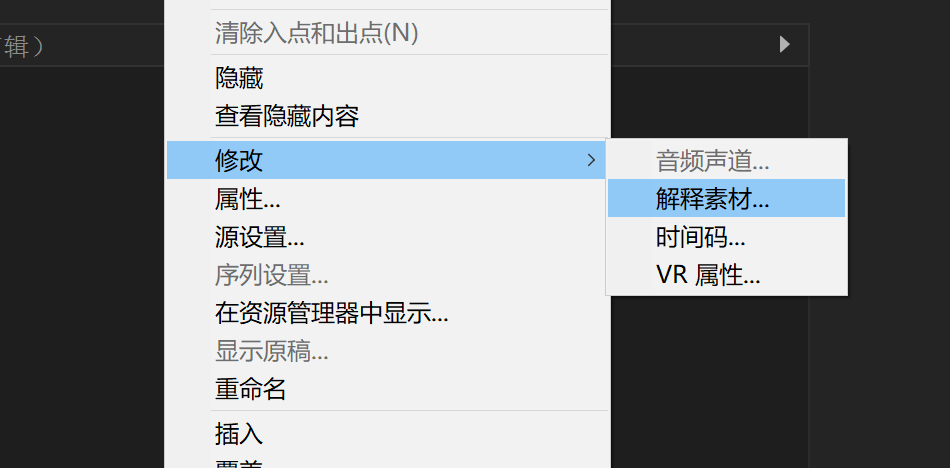 辑）
清除入点和出点(N)
隐藏
查看隐藏内容
修改
音频声道...
属性...
解释素材...
源设置...
时间码...
序列设置...
VR 属性...
在资源管理器中显示...
显示原稿...
重命名
插入
覆盖